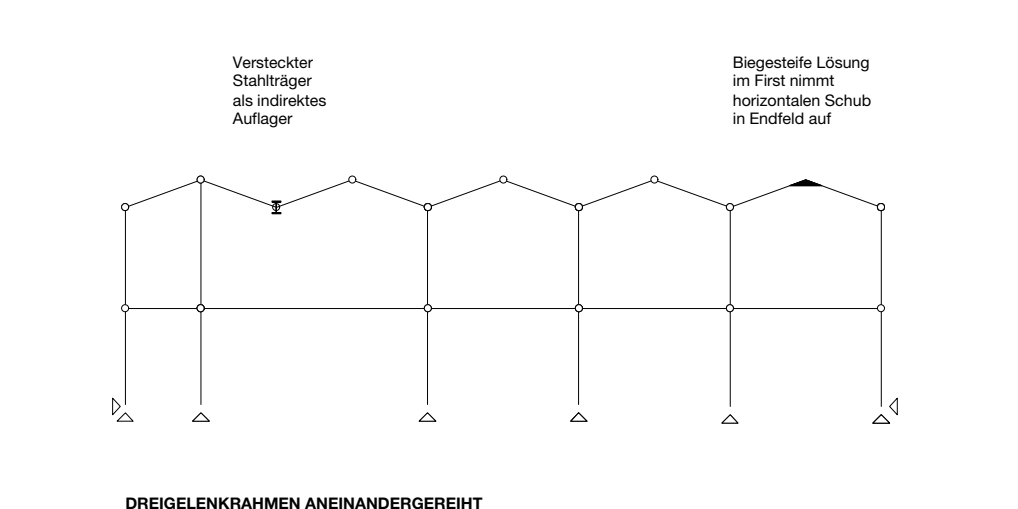 Versteckter
Stahlträger
als indirektes
Auflager
Biegesteife Lösung
im First nimmt
horizontalen Schub
in Endfeld auf
DREIGELENKRAHMEN ANEINANDERGEREIHT